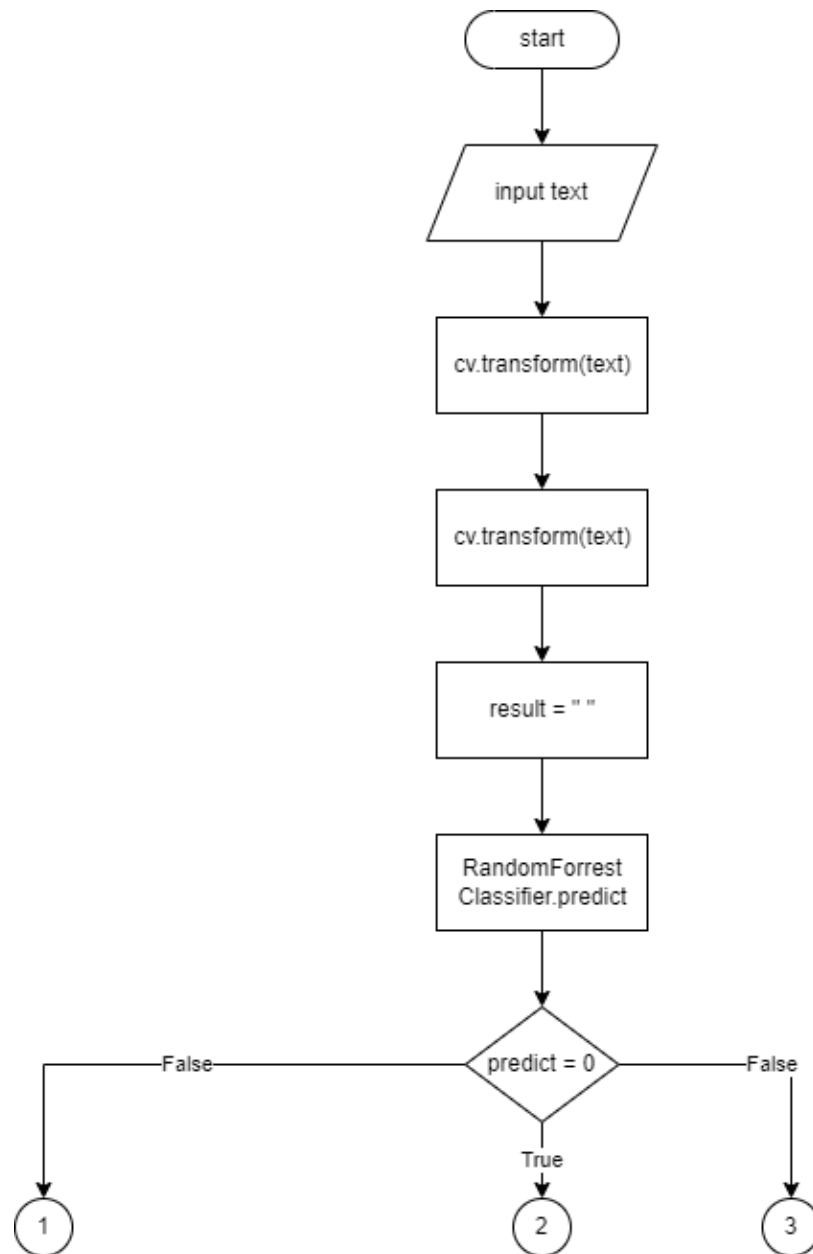 start
input text
cv.transform(text)
cv.transform(text)
result = " "
RandomForrest
Classifier.predict
predict = 0
False
False
True
1
2
3